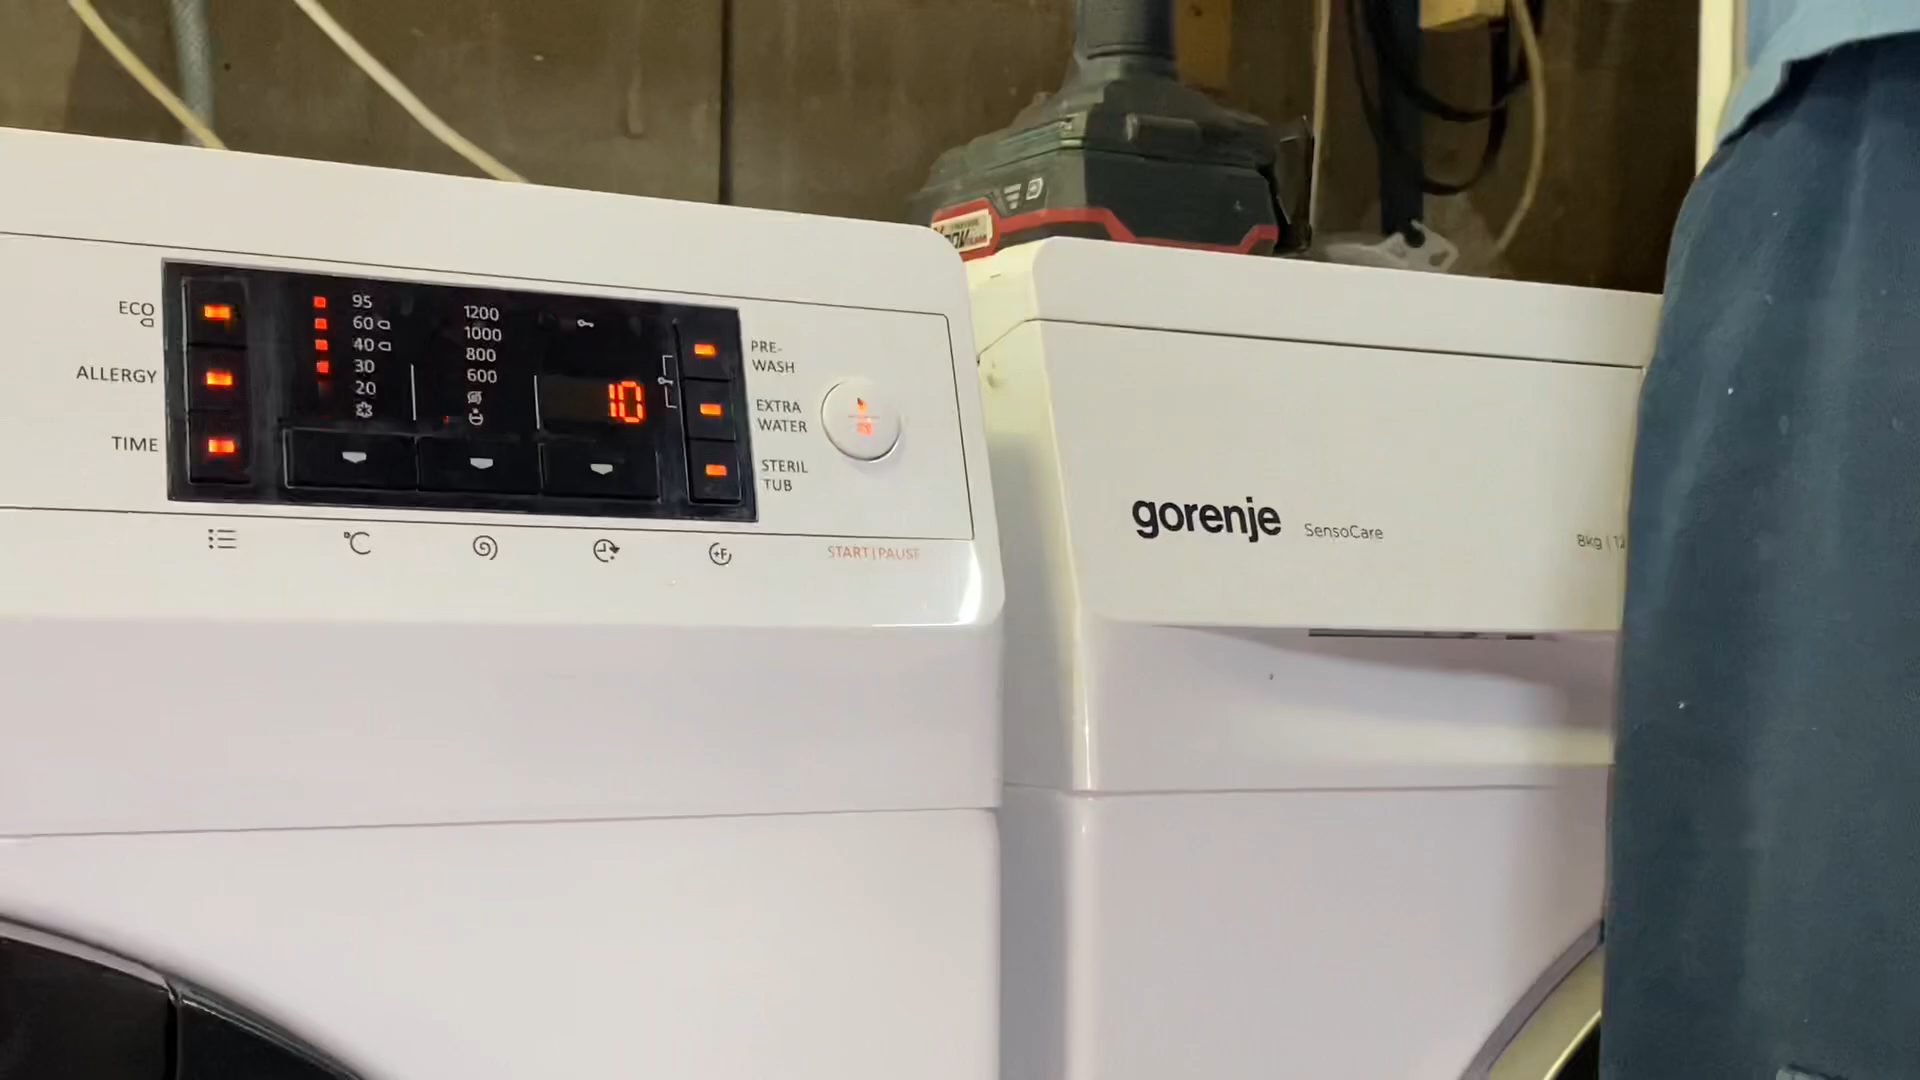 ECO
ALLERGY
TIME
95
60
40
30
20
1200
1000
800
600
10
PRE-
WASH
EXTRA
WATER
STERIL
TUB
°C
+F
START|PAUSE
gorenje SensoCare
8kg | 12